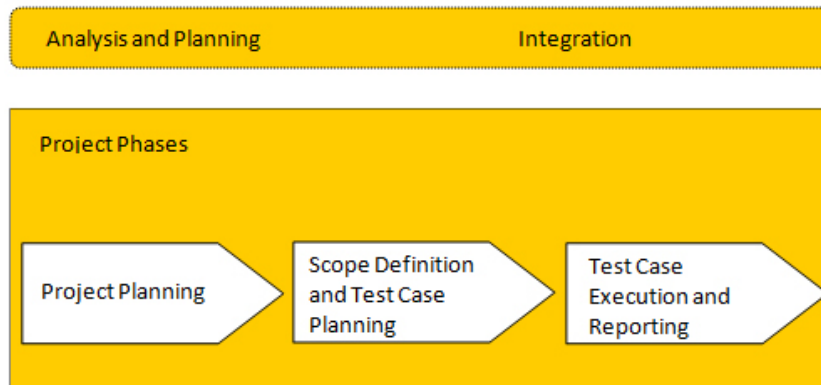 Analysis and Planning
Integration
Project Phases
Project Planning
Scope Definition
and Test Case
Planning
Test Case
Execution and
Reporting